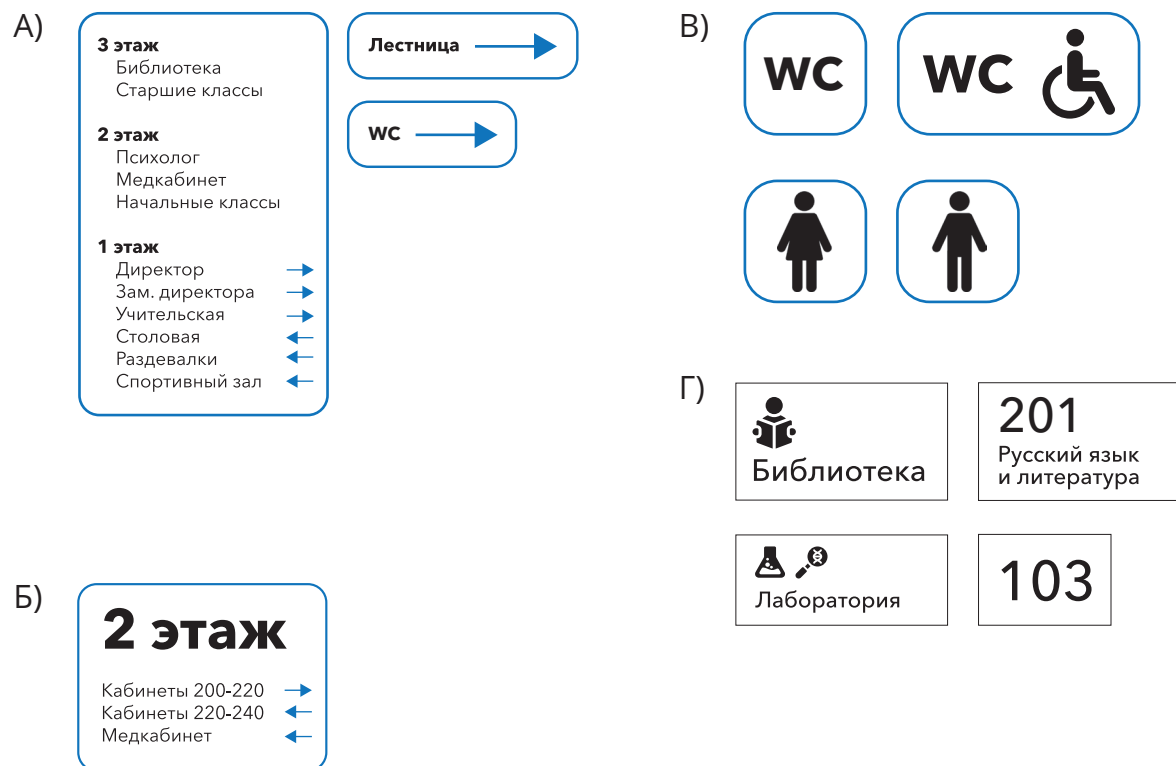 А)
3 этаж
Библиотека
Старшие классы
2 этаж
Психолог
Медкабинет
Начальные классы
1 этаж
Директор
Зам. директора
Учительская
Столовая
Раздевалки
Спортивный зал
Лестница
WC
Б)
2 этаж
Кабинеты 200-220
Кабинеты 220-240
Медкабинет
В)
WC
WC
Г)
Библиотека
201
Русский язык
и литература
Лаборатория
103